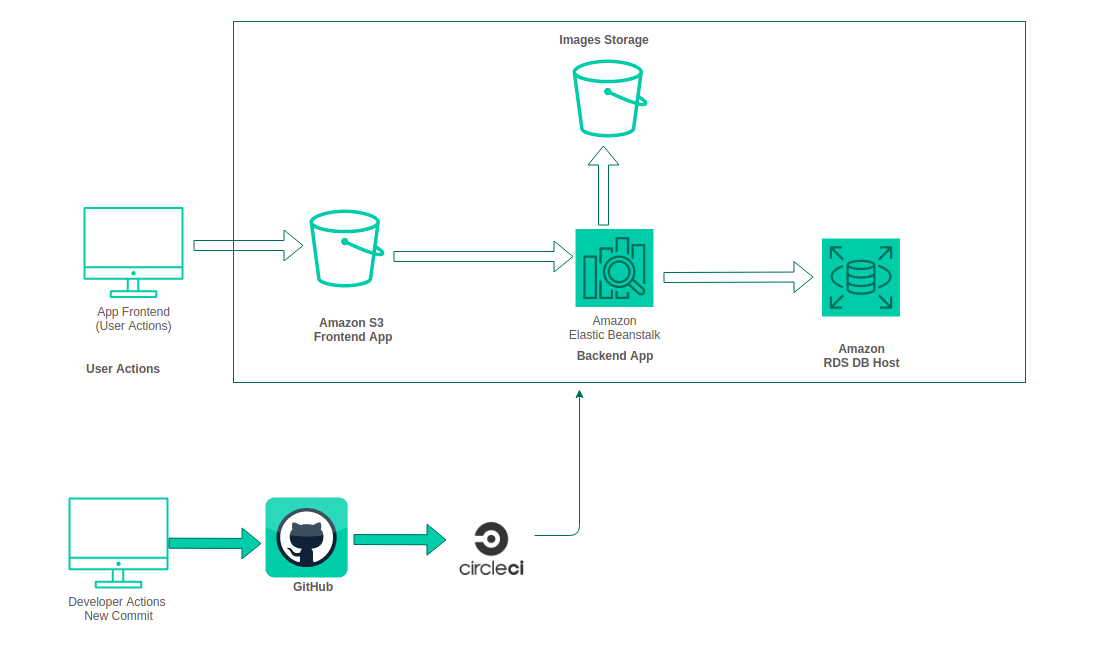 Images Storage
App Frontend
(User Actions)
User Actions
Amazon S3
Frontend App
Amazon
Elastic Beanstalk
Backend App
Amazon
RDS DB Host
Developer Actions
New Commit
GitHub
circleci